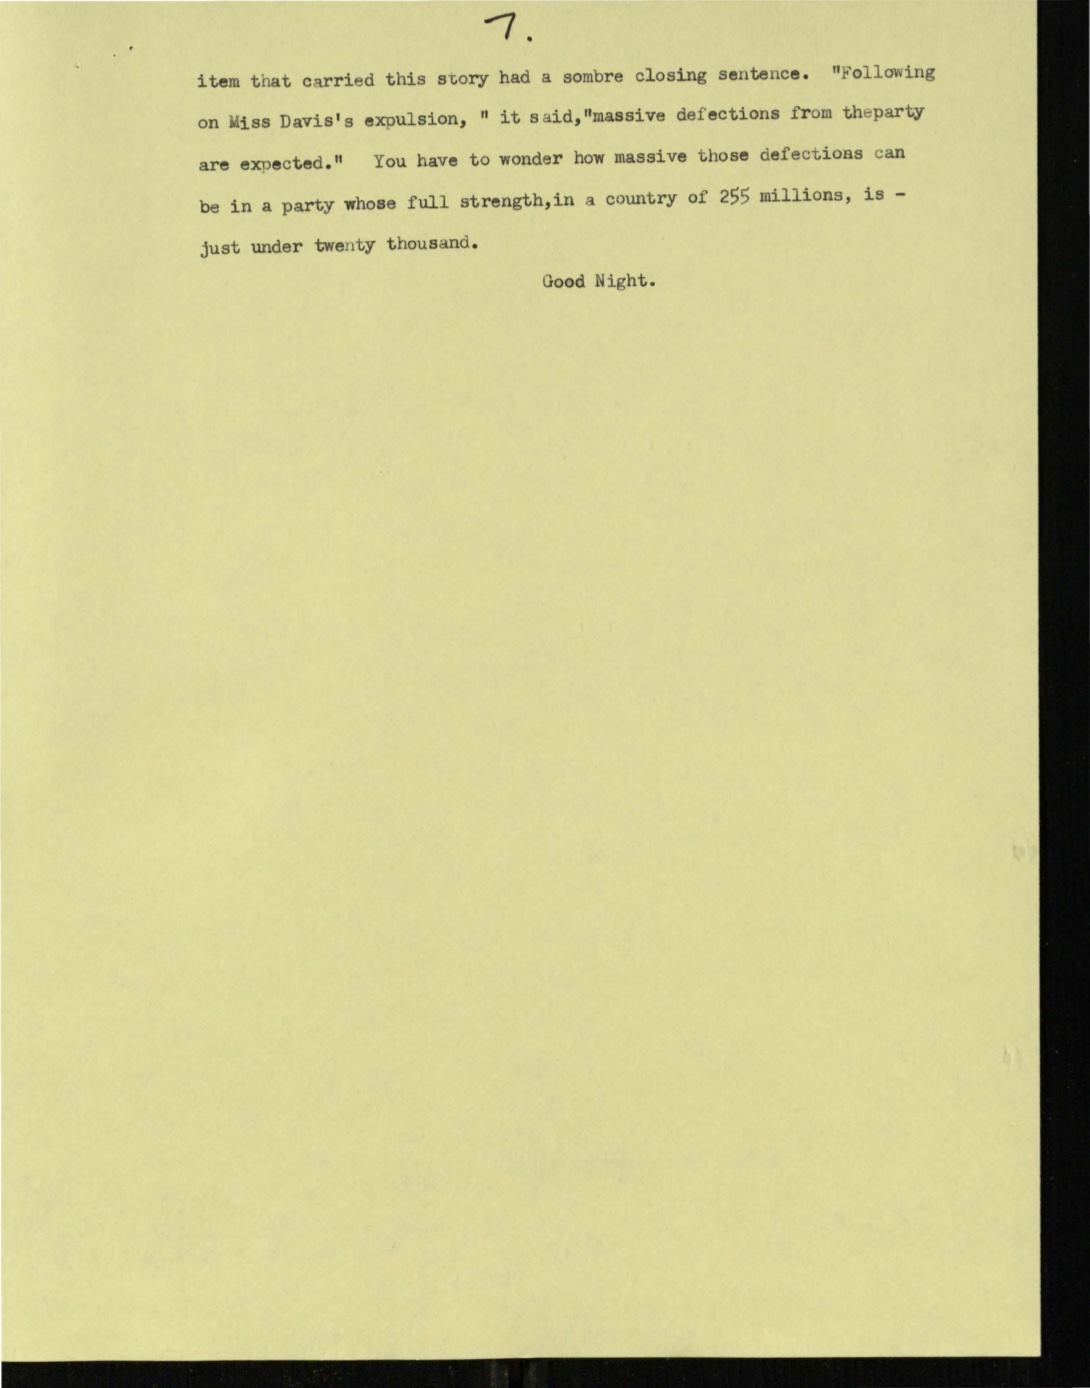 7.
item that carried this story had a sombre closing sentence. "Following
on Miss Davis's expulsion, " it said,"massive defections from theparty
are expected." You have to wonder how massive those defections can
be in a party whose full strength,in a country of 255 millions, is -
just under twenty thousand.
Good Night.